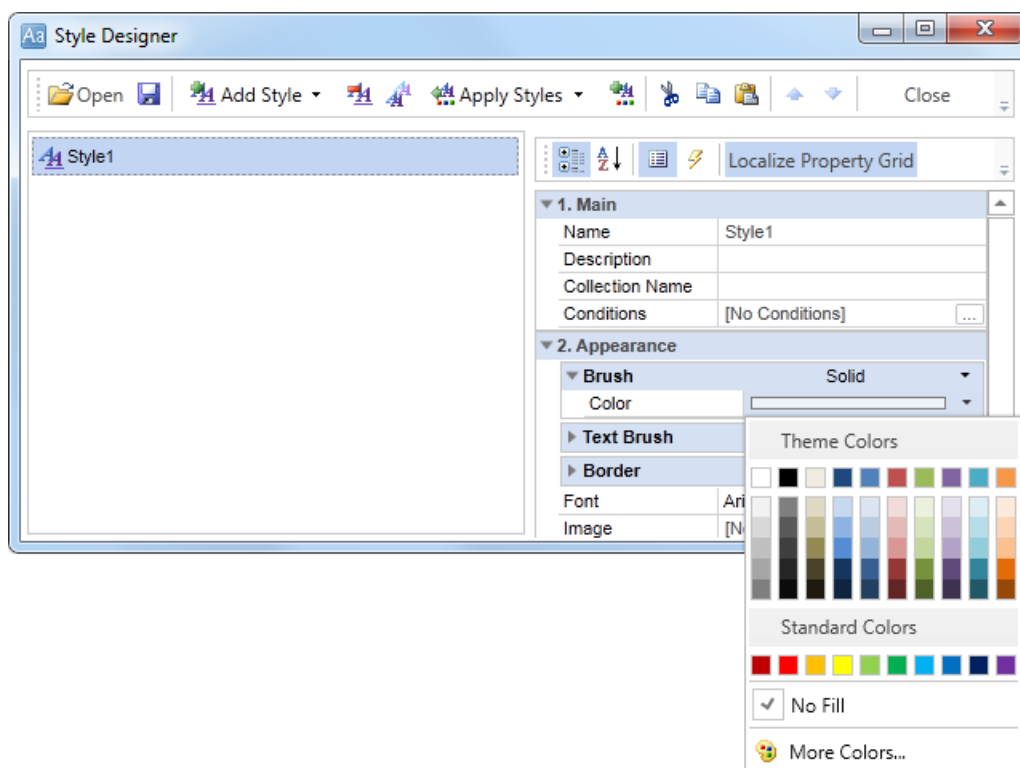 Aa Style Designer
Open Add Style Apply Styles Close
Style1
Localize Property Grid
1. Main
Name Style1
Description
Collection Name
Conditions [No Conditions] ...
2. Appearance
Brush Solid
Color
Text Brush
Border
Font
Image
Theme Colors
Standard Colors
No Fill
More Colors...